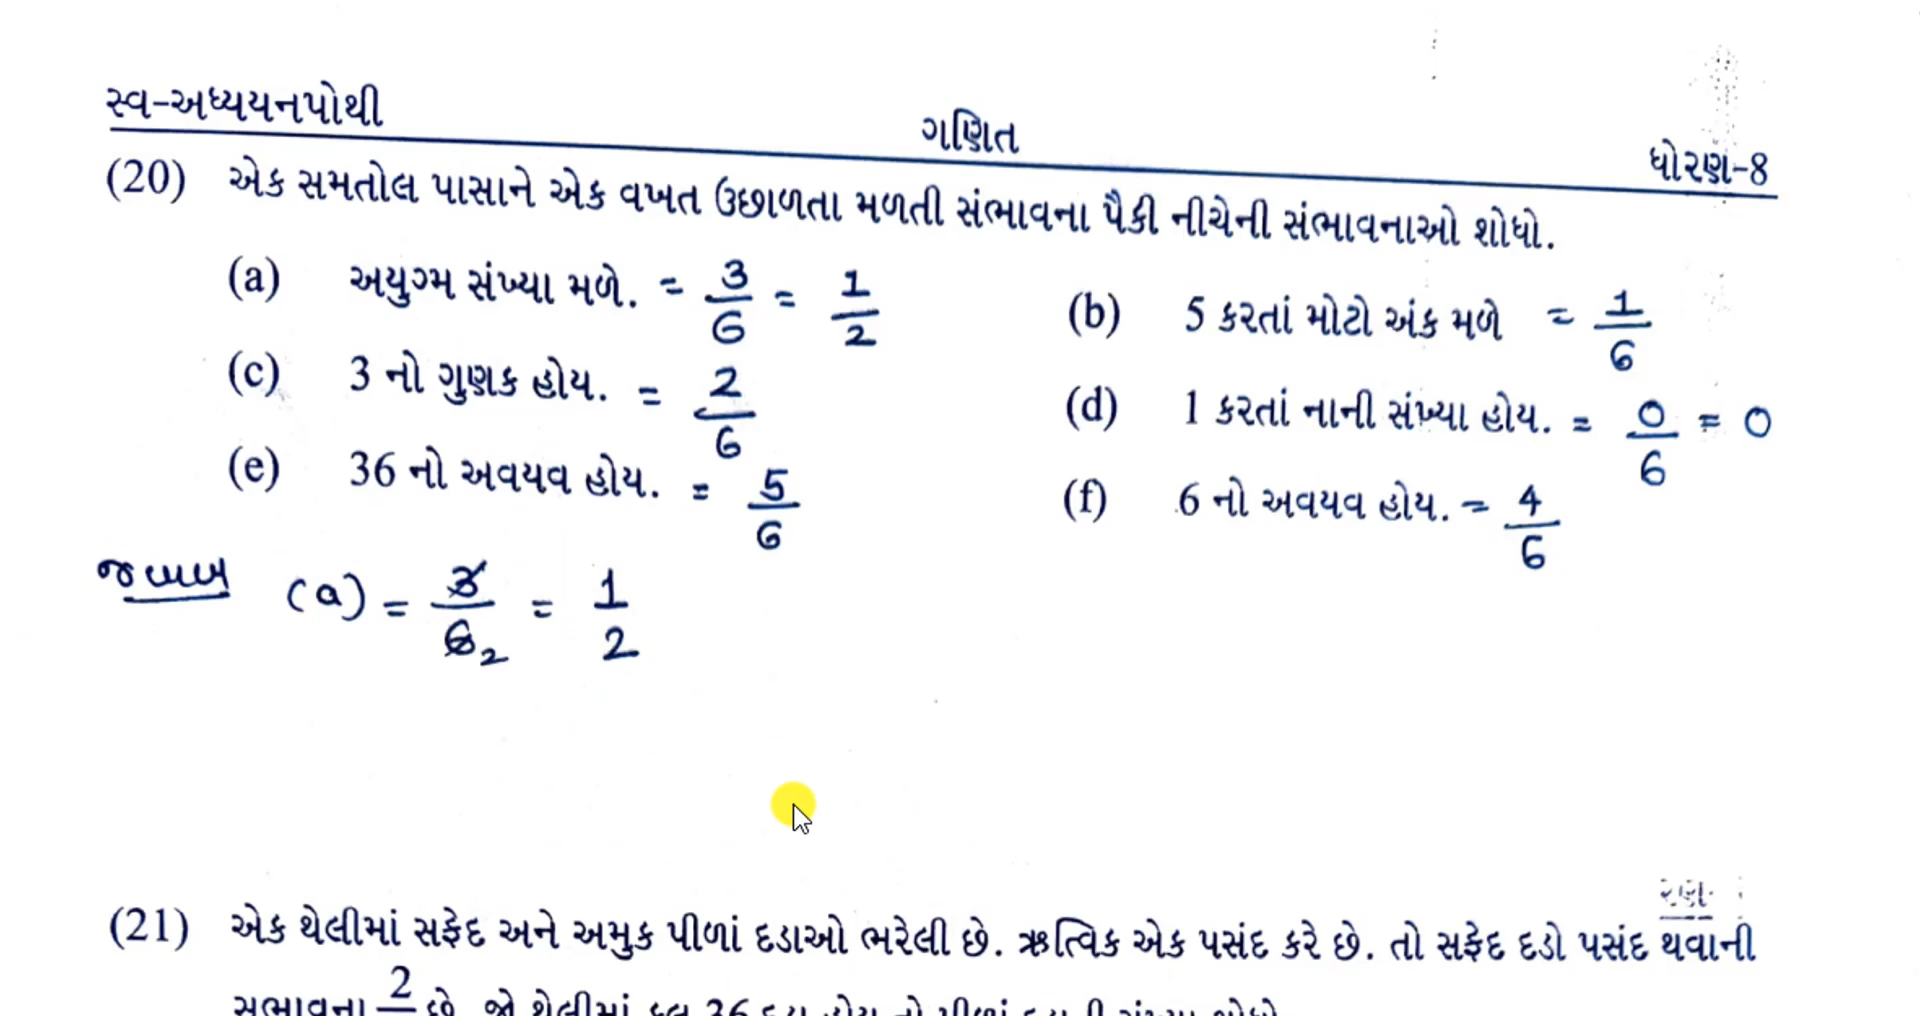 સ્વ-અધ્યયનપોથી ગણિત ધોરણ-8
(20) એક સમતોલ પાસાને એક વખત ઉછાળતા મળતી સંભાવના પૈકી નીચેની સંભાવનાઓ શોધો.
(a) અયુગ્મ સંખ્યા મળે. = 3/6 = 1/2 (b) 5 કરતાં મોટો અંક મળે = 1/6
(c) 3 નો ગુણક હોય. = 2/6 (d) 1 કરતાં નાની સંખ્યા હોય. = 0/6 = 0
(e) 36 નો અવયવ હોય. = 5/6 (f) 6 નો અવયવ હોય. = 4/6
જવાબ (a) = 3/6 2 = 1/2
(21) એક થેલીમાં સફેદ અને અમુક પીળાં દડાઓ ભરેલી છે. ઋત્વિક એક પસંદ કરે છે. તો સફેદ દડો પસંદ થવાની
2 છે. જો થેલીમાં કુલ 36